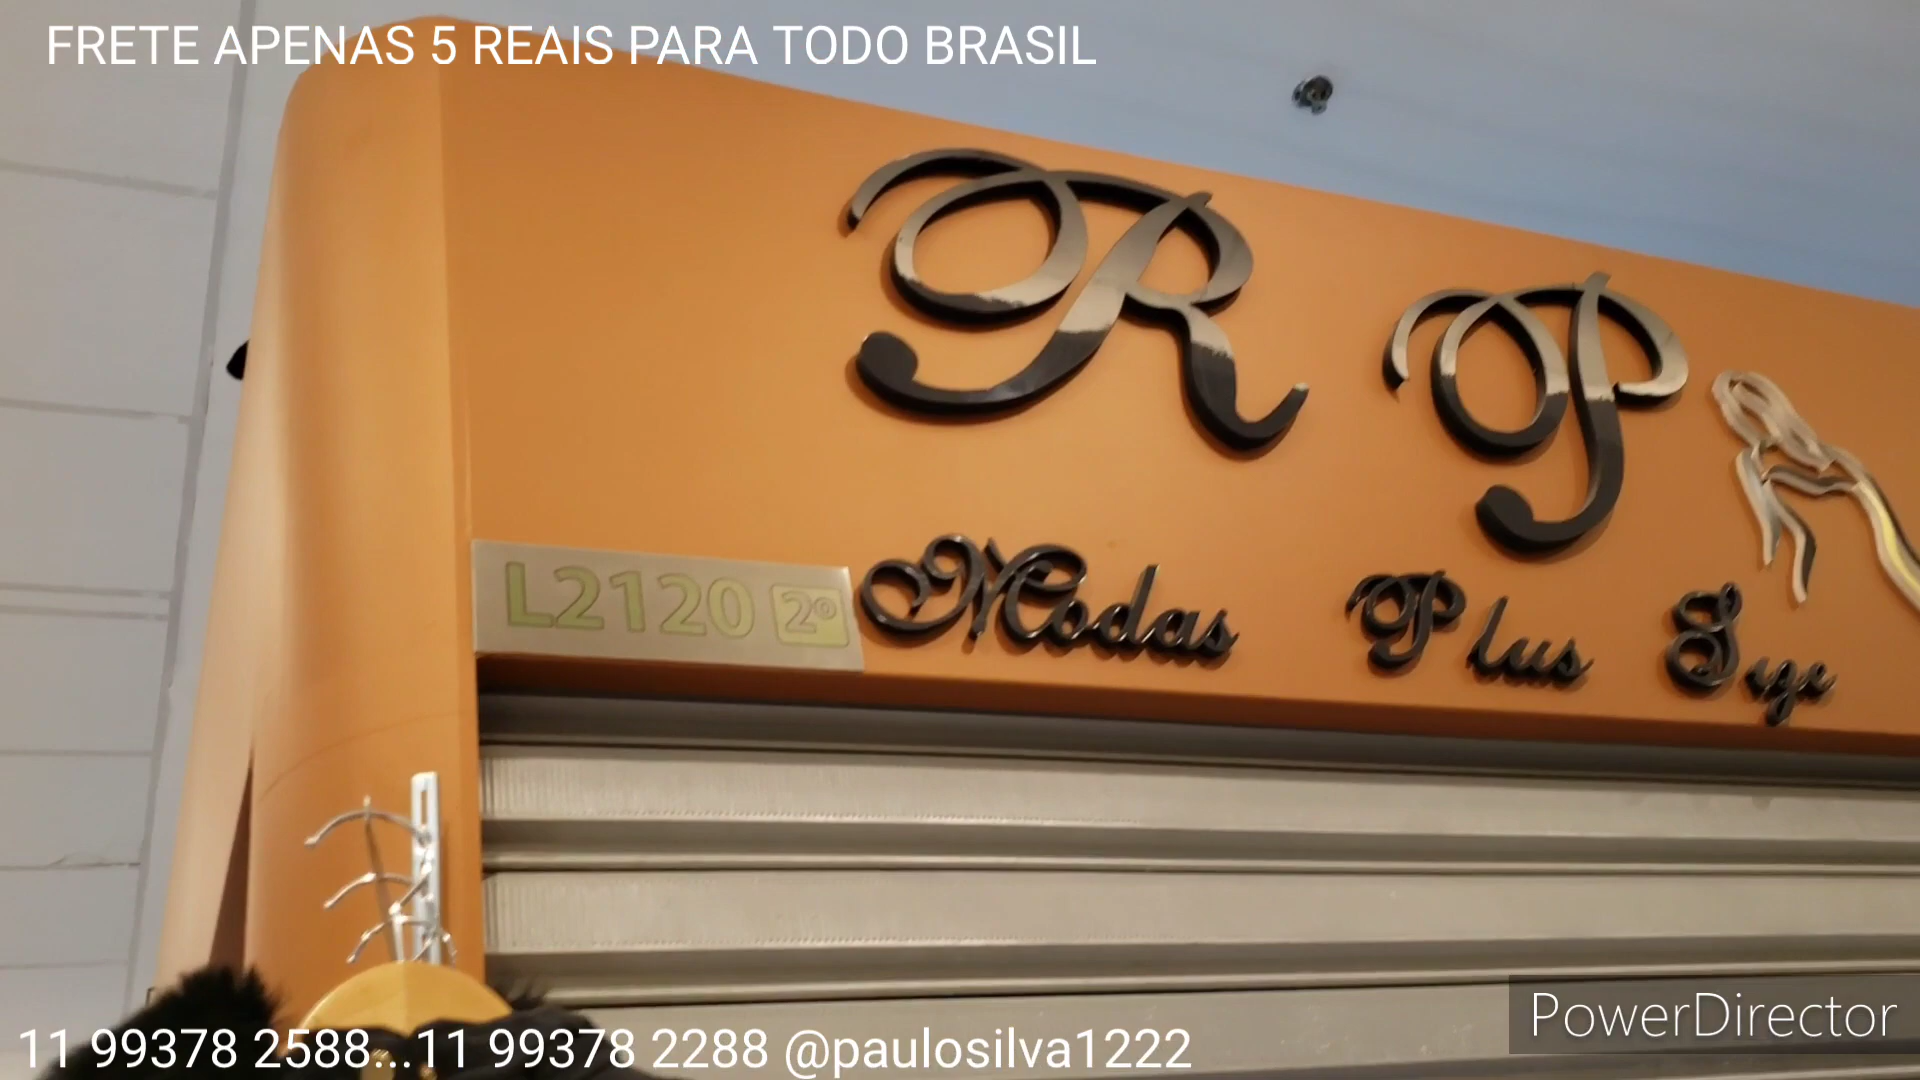 FRETE APENAS 5 REAIS PARA TODO BRASIL
R P
L2120 2º
Modas Plus Size
11 99378 2588...11 99378 2288 @paulosilva1222
PowerDirector